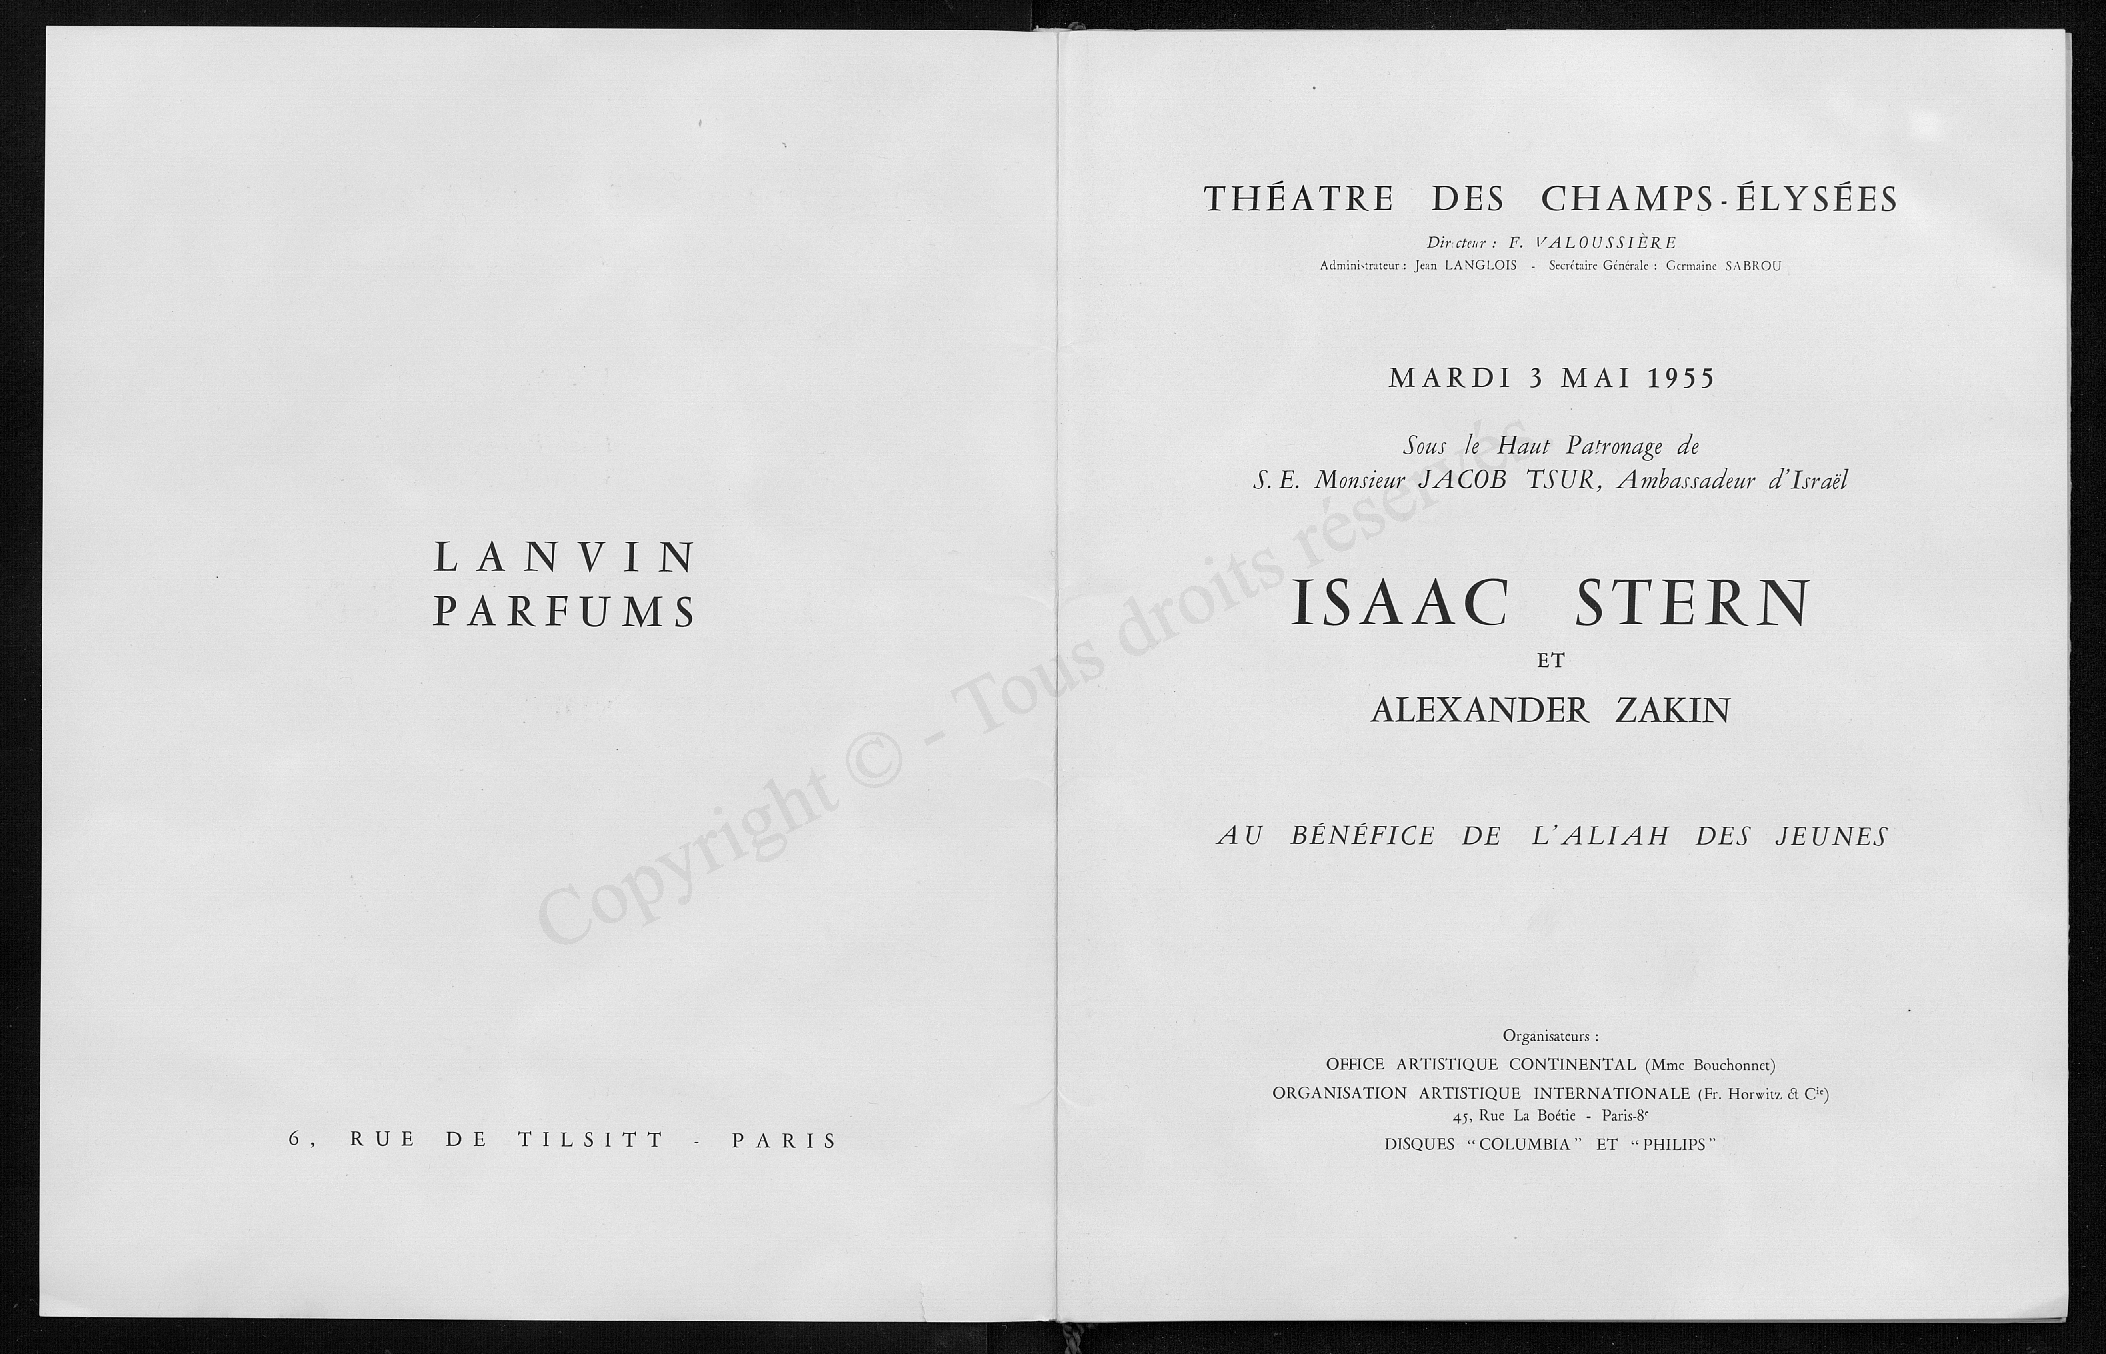 LANVIN
PARFUMS
6, RUE DE TILSITT - PARIS
THÉATRE DES CHAMPS-ÉLYSÉES
Directeur : F. VALOUSSIÈRE
Administrateur : Jean LANGLOIS - Secrétaire Générale : Germaine SABROU
MARDI 3 MAI 1955
Sous le Haut Patronage de
S. E. Monsieur JACOB TSUR, Ambassadeur d'Israël
ISAAC STERN
ET
ALEXANDER ZAKIN
AU BÉNÉFICE DE L'ALIAH DES JEUNES
Organisateurs :
OFFICE ARTISTIQUE CONTINENTAL (Mme Bouchonnet)
ORGANISATION ARTISTIQUE INTERNATIONALE (Fr. Horwitz & Cie)
45, Rue La Boétie - Paris-8e
DISQUES "COLUMBIA" ET "PHILIPS"
Copyright © - Tous droits réservés